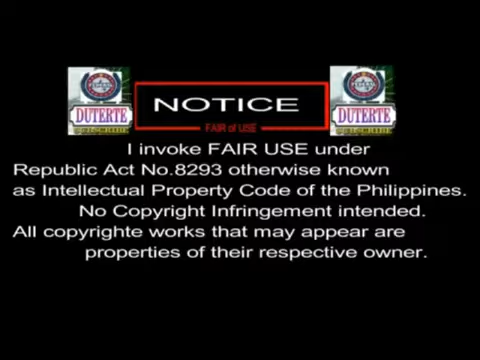 NOTICE
FAIR of USE
DUTERTE
SUBSCRIBE
DUTERTE
SUBSCRIBE
I invoke FAIR USE under
Republic Act No.8293 otherwise known
as Intellectual Property Code of the Philippines.
No Copyright Infringement intended.
All copyrighte works that may appear are
properties of their respective owner.